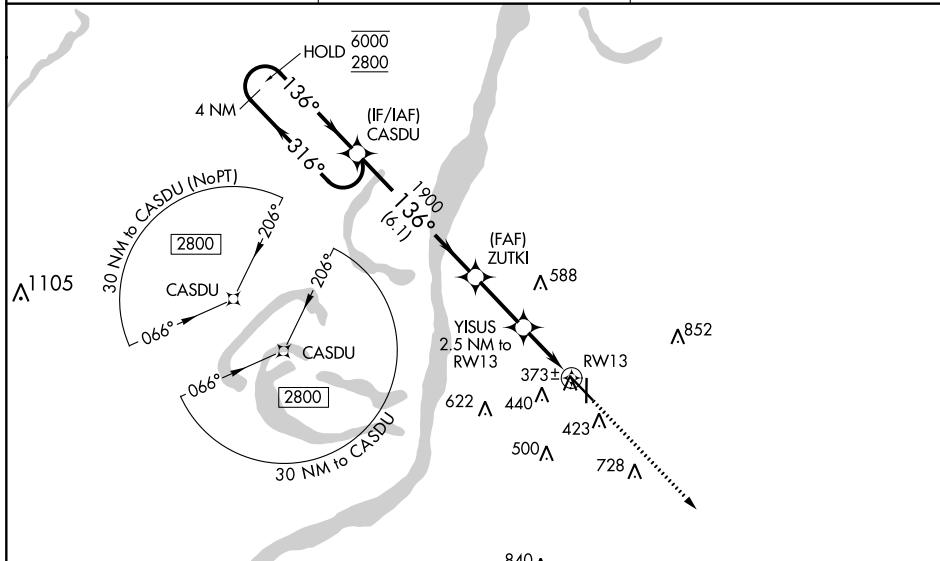 HOLD
6000
2800
4 NM
136°
316°
(IF/IAF)
CASDU
1900
136°
(6.1)
30 NM to CASDU (NoPT)
206°
2800
CASDU
066°
1105
(FAF)
ZUTKI
588
206°
CASDU
066°
2800
30 NM to CASDU
YISUS
2.5 NM to
RW13
852
RW13
373±
440
622
423
500
728
840